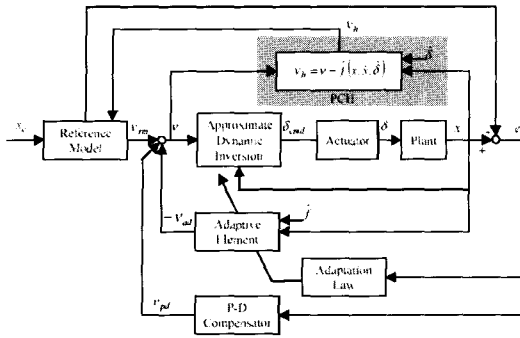 v_h
v_h = v − f̂(x, ẋ, δ̂)
δ̂
PCH
x_c
Reference
Model
v_rm
v
Approximate
Dynamic
Inversion
δ_cmd
Actuator
δ
Plant
x
e
−v_ad
Adaptive
Element
Adaptation
Law
v_pd
P-D
Compensator